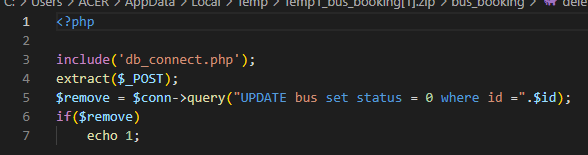 C: > Users > ACER > AppData > Local > Temp > Temp1_bus_booking[1].zip > bus_booking >
1 <?php
2
3 include('db_connect.php');
4 extract($_POST);
5 $remove = $conn->query("UPDATE bus set status = 0 where id =".$id);
6 if($remove)
7 echo 1;